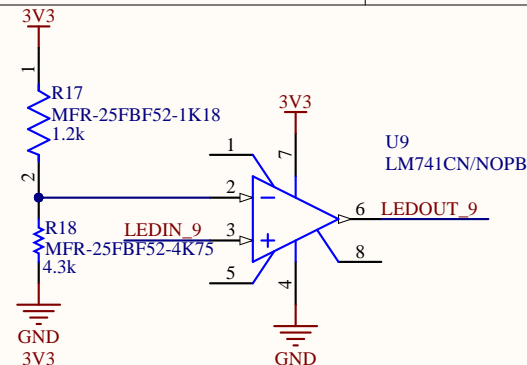 3V3
1
R17
MFR-25FBF52-1K18
1.2k
2
R18
MFR-25FBF52-4K75
4.3k
GND
3V3
LEDIN_9
3V3
1
7
2
3
5
4
6
8
U9
LM741CN/NOPB
LEDOUT_9
GND